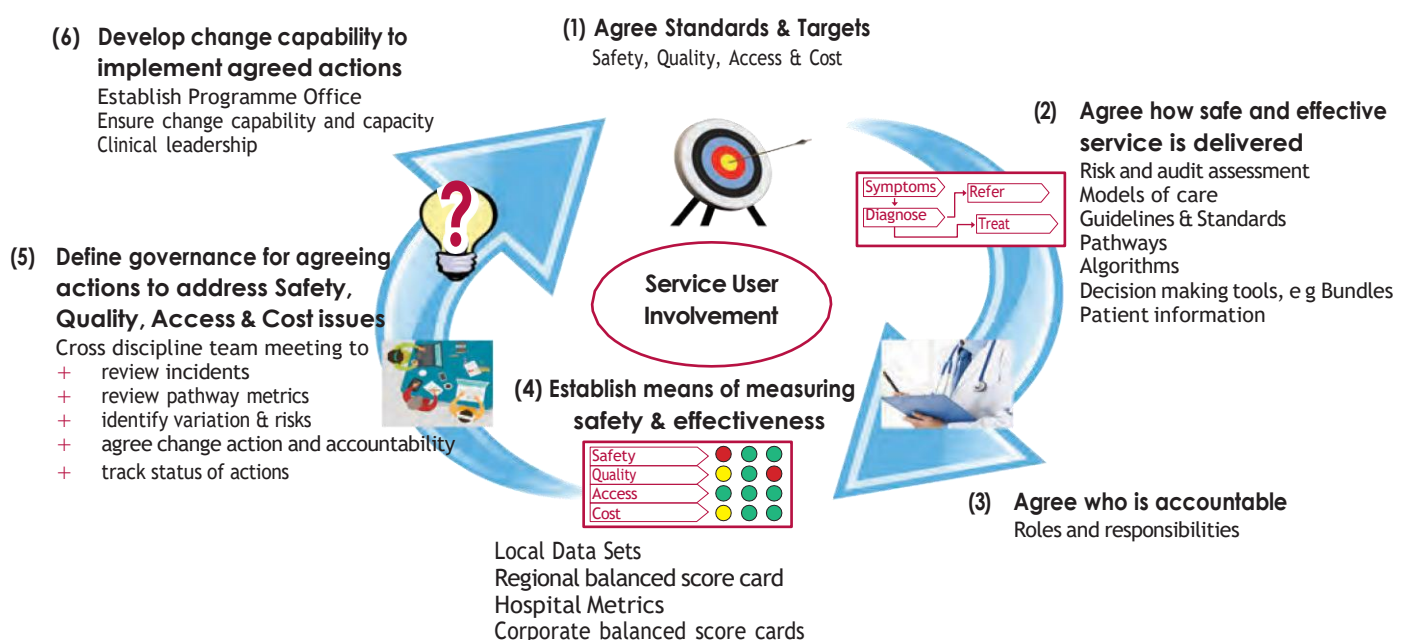 (1) Agree Standards & Targets
Safety, Quality, Access & Cost
(2) Agree how safe and effective
service is delivered
Risk and audit assessment
Models of care
Guidelines & Standards
Pathways
Algorithms
Decision making tools, e g Bundles
Patient information
Symptoms
Refer
Diagnose
Treat
(3) Agree who is accountable
Roles and responsibilities
(4) Establish means of measuring
safety & effectiveness
Safety
Quality
Access
Cost
Local Data Sets
Regional balanced score card
Hospital Metrics
Corporate balanced score cards
(5) Define governance for agreeing
actions to address Safety,
Quality, Access & Cost issues
Cross discipline team meeting to
+ review incidents
+ review pathway metrics
+ identify variation & risks
+ agree change action and accountability
+ track status of actions
(6) Develop change capability to
implement agreed actions
Establish Programme Office
Ensure change capability and capacity
Clinical leadership
?
Service User
Involvement